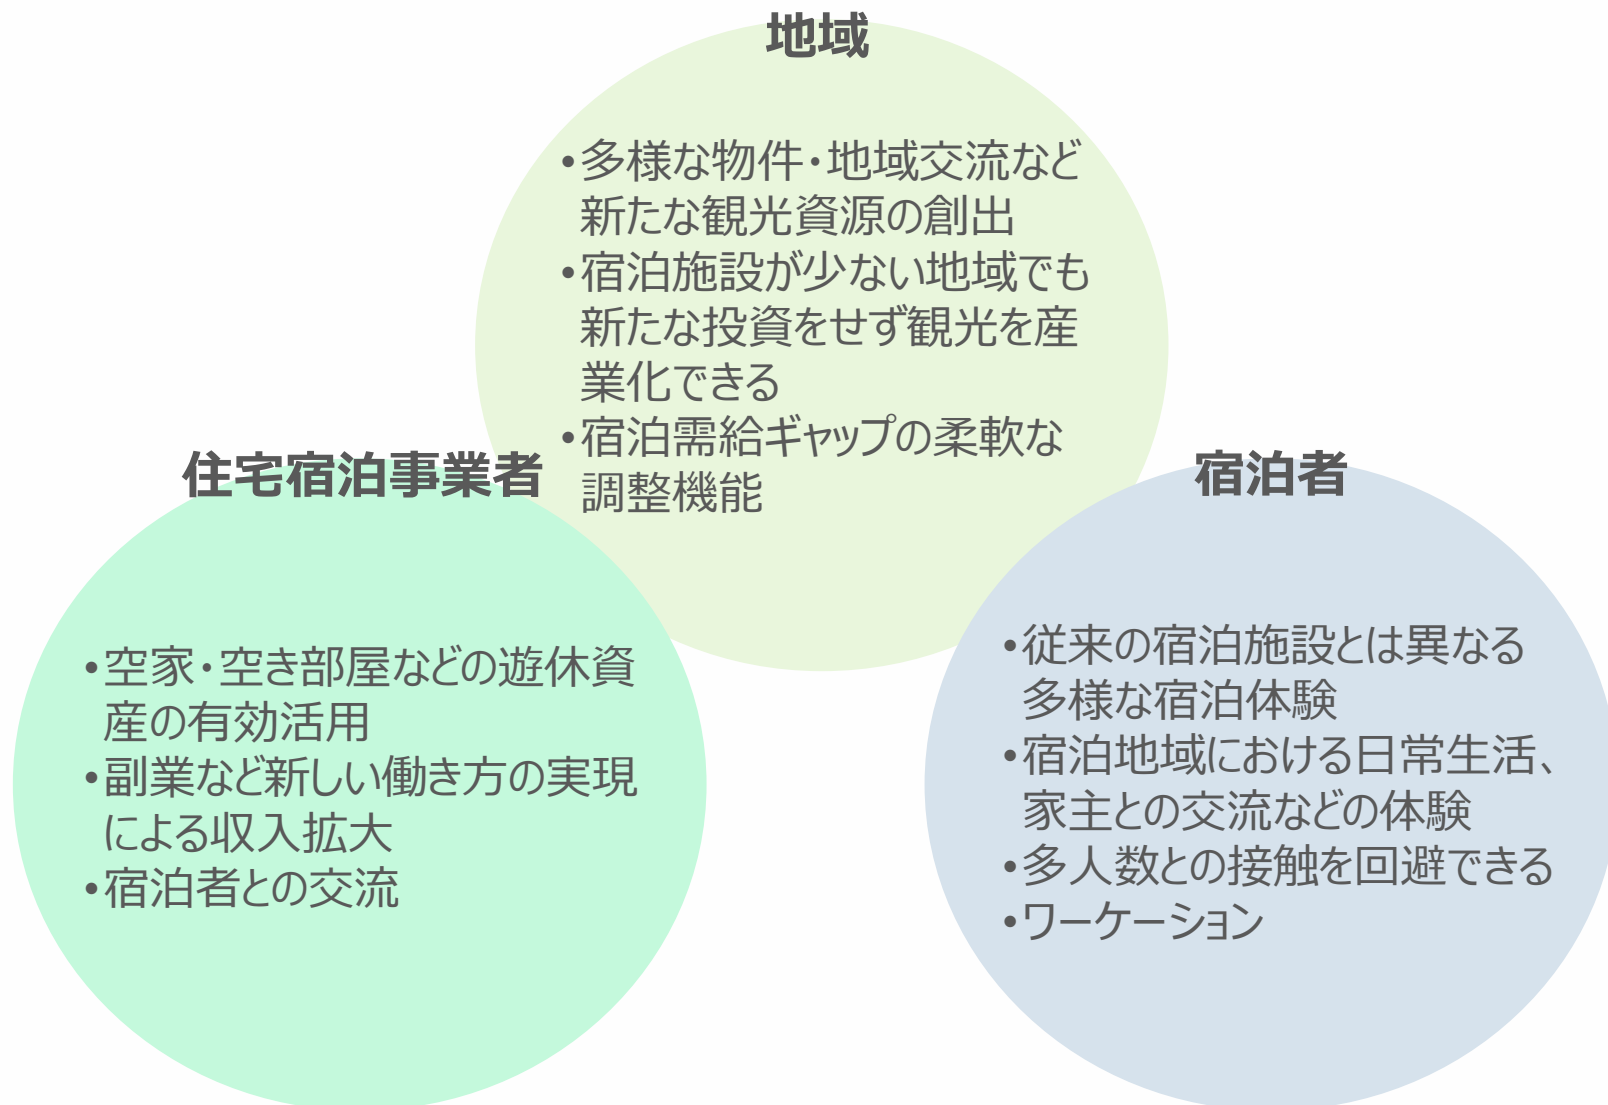 地域
•多様な物件・地域交流など
新たな観光資源の創出
•宿泊施設が少ない地域でも
新たな投資をせず観光を産
業化できる
•宿泊需給ギャップの柔軟な
調整機能
住宅宿泊事業者
•空家・空き部屋などの遊休資
産の有効活用
•副業など新しい働き方の実現
による収入拡大
•宿泊者との交流
宿泊者
•従来の宿泊施設とは異なる
多様な宿泊体験
•宿泊地域における日常生活、
家主との交流などの体験
•多人数との接触を回避できる
•ワーケーション